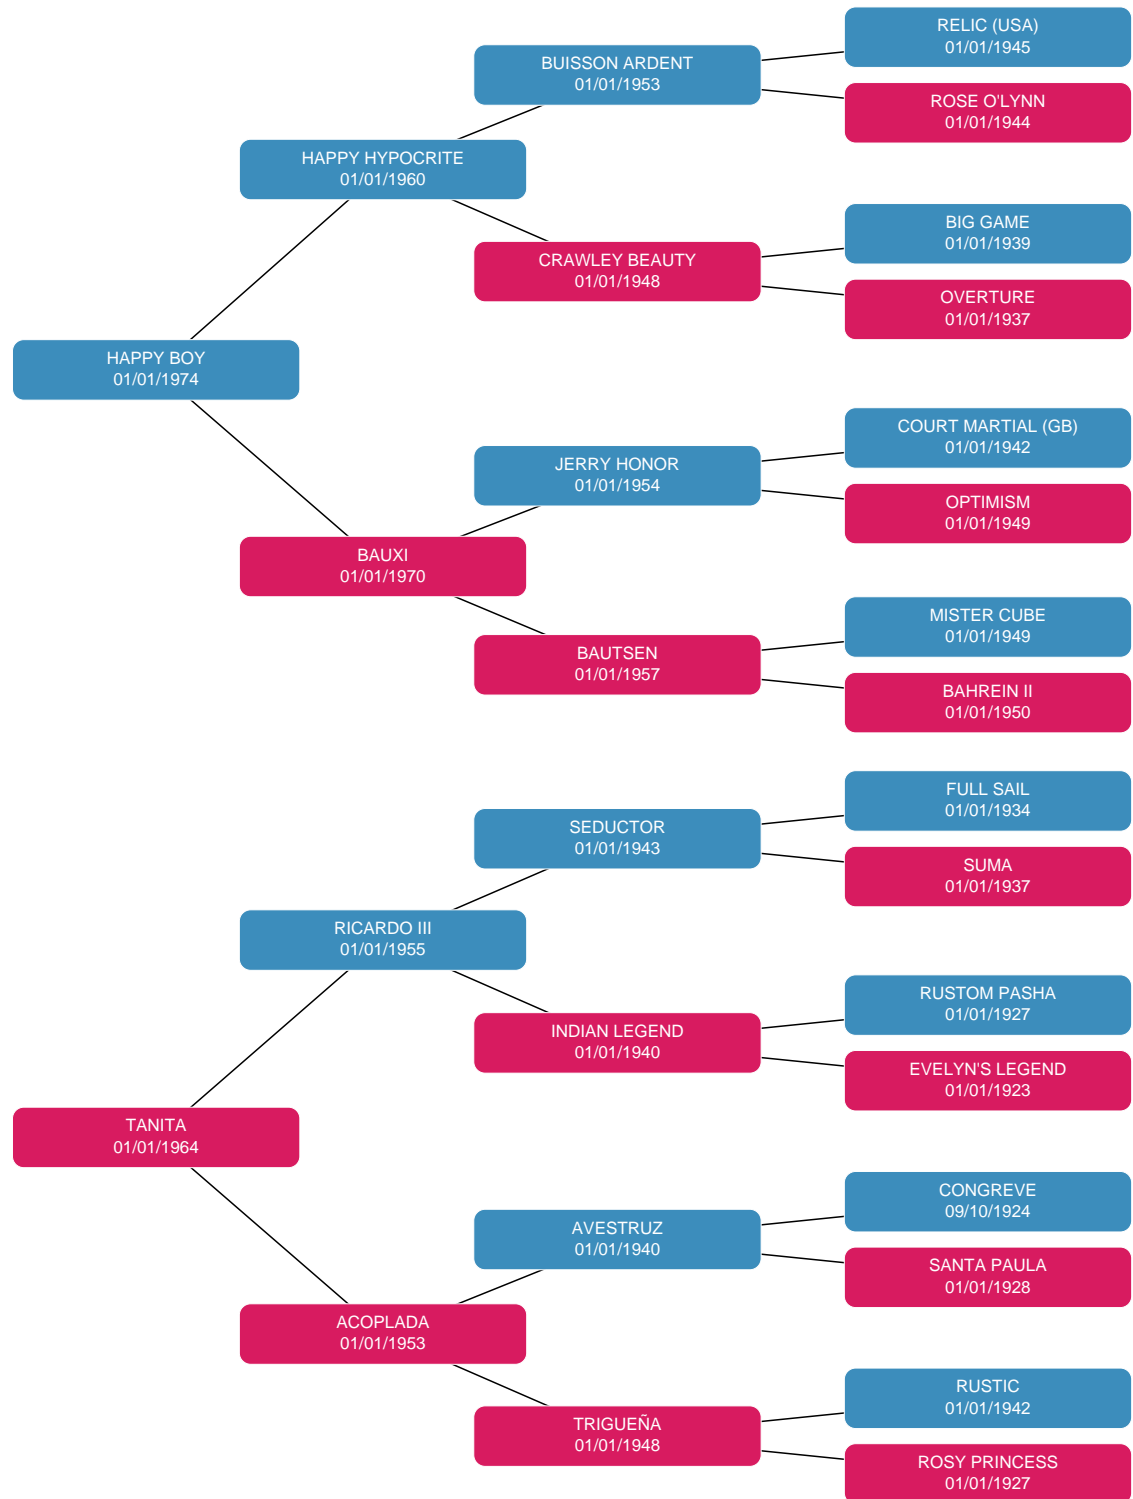 RELIC (USA)
01/01/1945
BUISSON ARDENT
01/01/1953
ROSE O'LYNN
01/01/1944
HAPPY HYPOCRITE
01/01/1960
BIG GAME
01/01/1939
CRAWLEY BEAUTY
01/01/1948
OVERTURE
01/01/1937
HAPPY BOY
01/01/1974
COURT MARTIAL (GB)
01/01/1942
JERRY HONOR
01/01/1954
OPTIMISM
01/01/1949
BAUXI
01/01/1970
MISTER CUBE
01/01/1949
BAUTSEN
01/01/1957
BAHREIN II
01/01/1950
FULL SAIL
01/01/1934
SEDUCTOR
01/01/1943
SUMA
01/01/1937
RICARDO III
01/01/1955
RUSTOM PASHA
01/01/1927
INDIAN LEGEND
01/01/1940
EVELYN'S LEGEND
01/01/1923
TANITA
01/01/1964
CONGREVE
09/10/1924
AVESTRUZ
01/01/1940
SANTA PAULA
01/01/1928
ACOPLADA
01/01/1953
RUSTIC
01/01/1942
TRIGUEÑA
01/01/1948
ROSY PRINCESS
01/01/1927